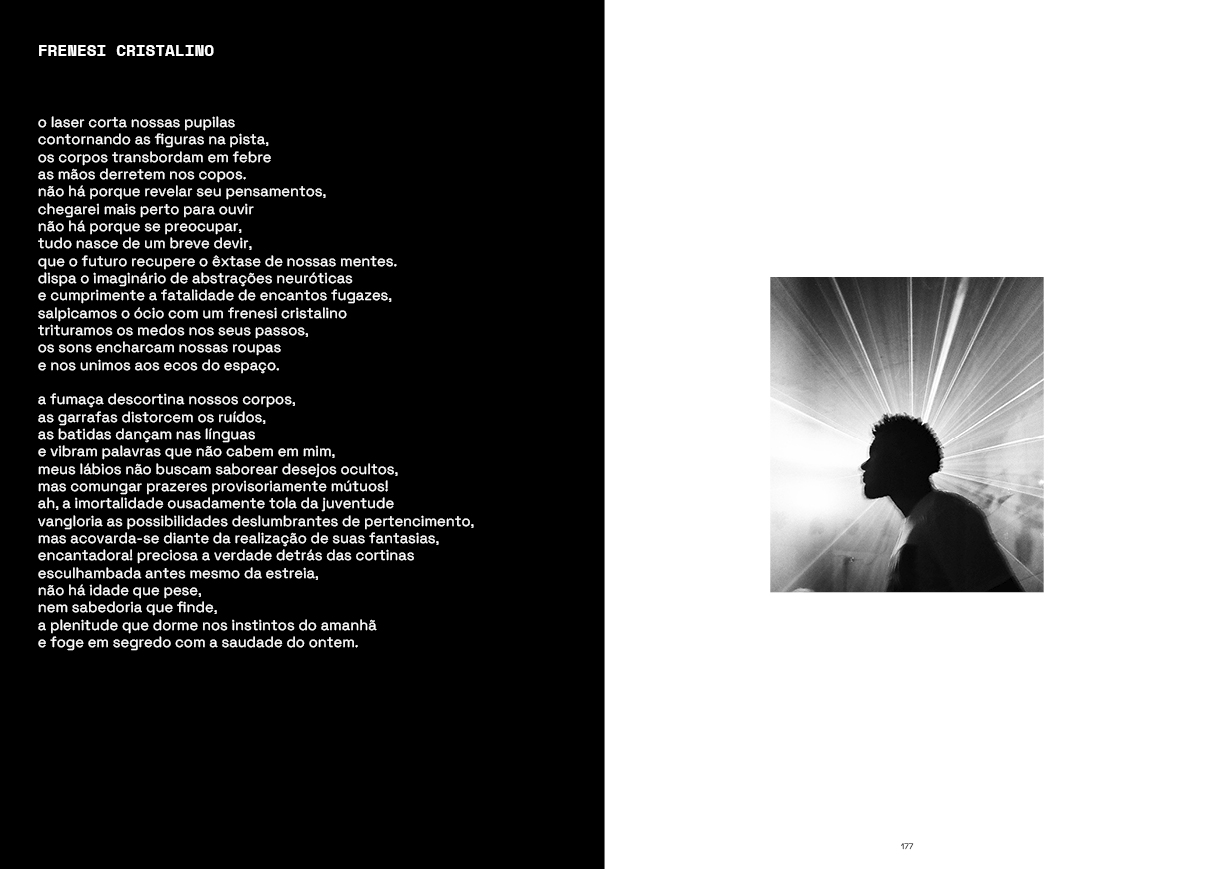 FRENESI CRISTALINO
o laser corta nossas pupilas
contornando as figuras na pista,
os corpos transbordam em febre
as mãos derretem nos copos.
não há porque revelar seu pensamentos,
chegarei mais perto para ouvir
não há porque se preocupar,
tudo nasce de um breve devir,
que o futuro recupere o êxtase de nossas mentes.
dispa o imaginário de abstrações neuróticas
e cumprimente a fatalidade de encantos fugazes,
salpicamos o ócio com um frenesi cristalino
trituramos os medos nos seus passos,
os sons encharcam nossas roupas
e nos unimos aos ecos do espaço.
a fumaça descortina nossos corpos,
as garrafas distorcem os ruídos,
as batidas dançam nas línguas
e vibram palavras que não cabem em mim,
meus lábios não buscam saborear desejos ocultos,
mas comungar prazeres provisoriamente mútuos!
ah, a imortalidade ousadamente tola da juventude
vangloria as possibilidades deslumbrantes de pertencimento,
mas acovarda-se diante da realização de suas fantasias,
encantadora! preciosa a verdade detrás das cortinas
esculhambada antes mesmo da estreia,
não há idade que pese,
nem sabedoria que finde,
a plenitude que dorme nos instintos do amanhã
e foge em segredo com a saudade do ontem.
177